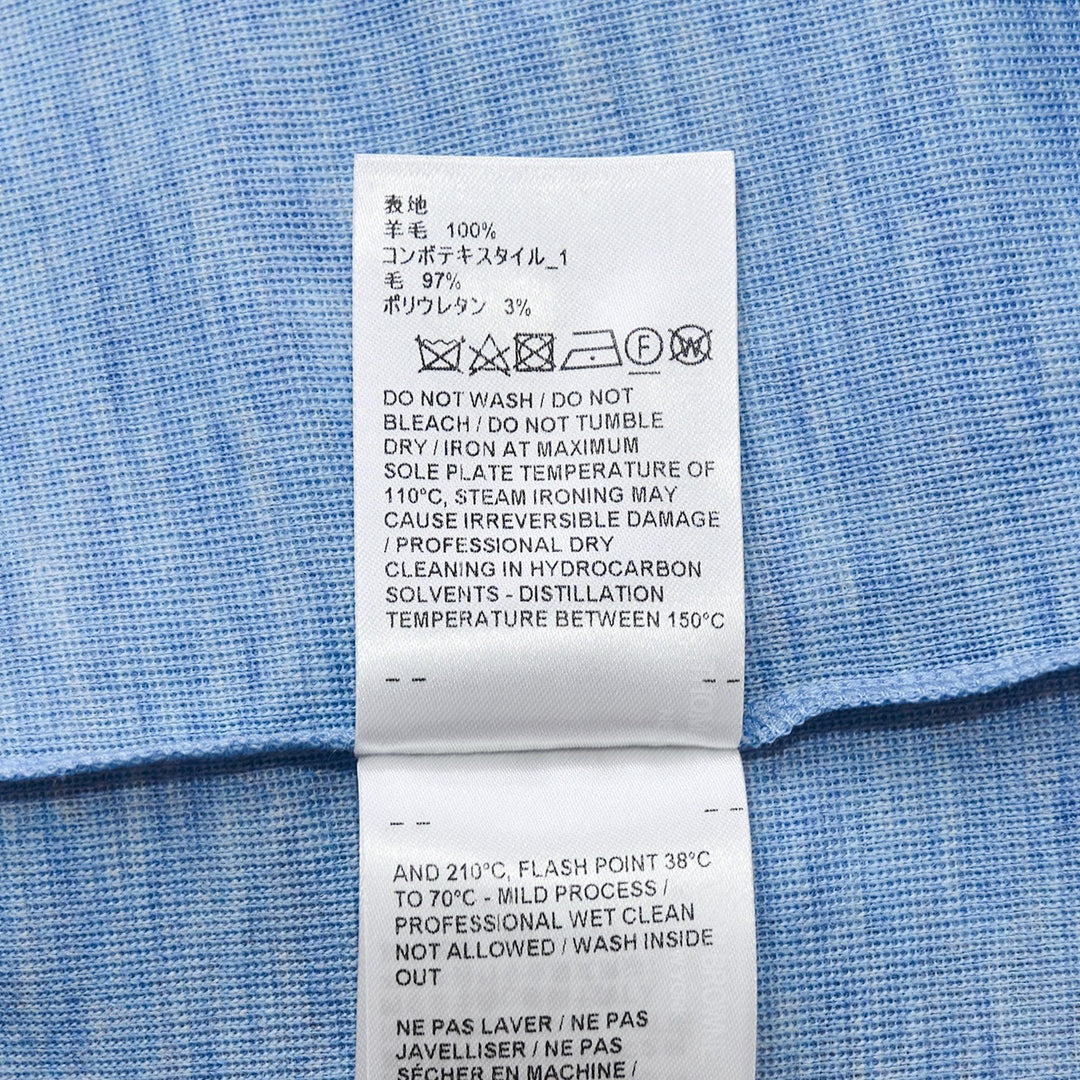 表地
羊毛 100%
コンボテキスタイル_1
毛 97%
ポリウレタン 3%
F W
DO NOT WASH / DO NOT
BLEACH / DO NOT TUMBLE
DRY / IRON AT MAXIMUM
SOLE PLATE TEMPERATURE OF
110°C, STEAM IRONING MAY
CAUSE IRREVERSIBLE DAMAGE
/ PROFESSIONAL DRY
CLEANING IN HYDROCARBON
SOLVENTS - DISTILLATION
TEMPERATURE BETWEEN 150°C
AND 210°C, FLASH POINT 38°C
TO 70°C - MILD PROCESS /
PROFESSIONAL WET CLEAN
NOT ALLOWED / WASH INSIDE
OUT
NE PAS LAVER / NE PAS
JAVELLISER / NE PAS
SÉCHER EN MACHINE /